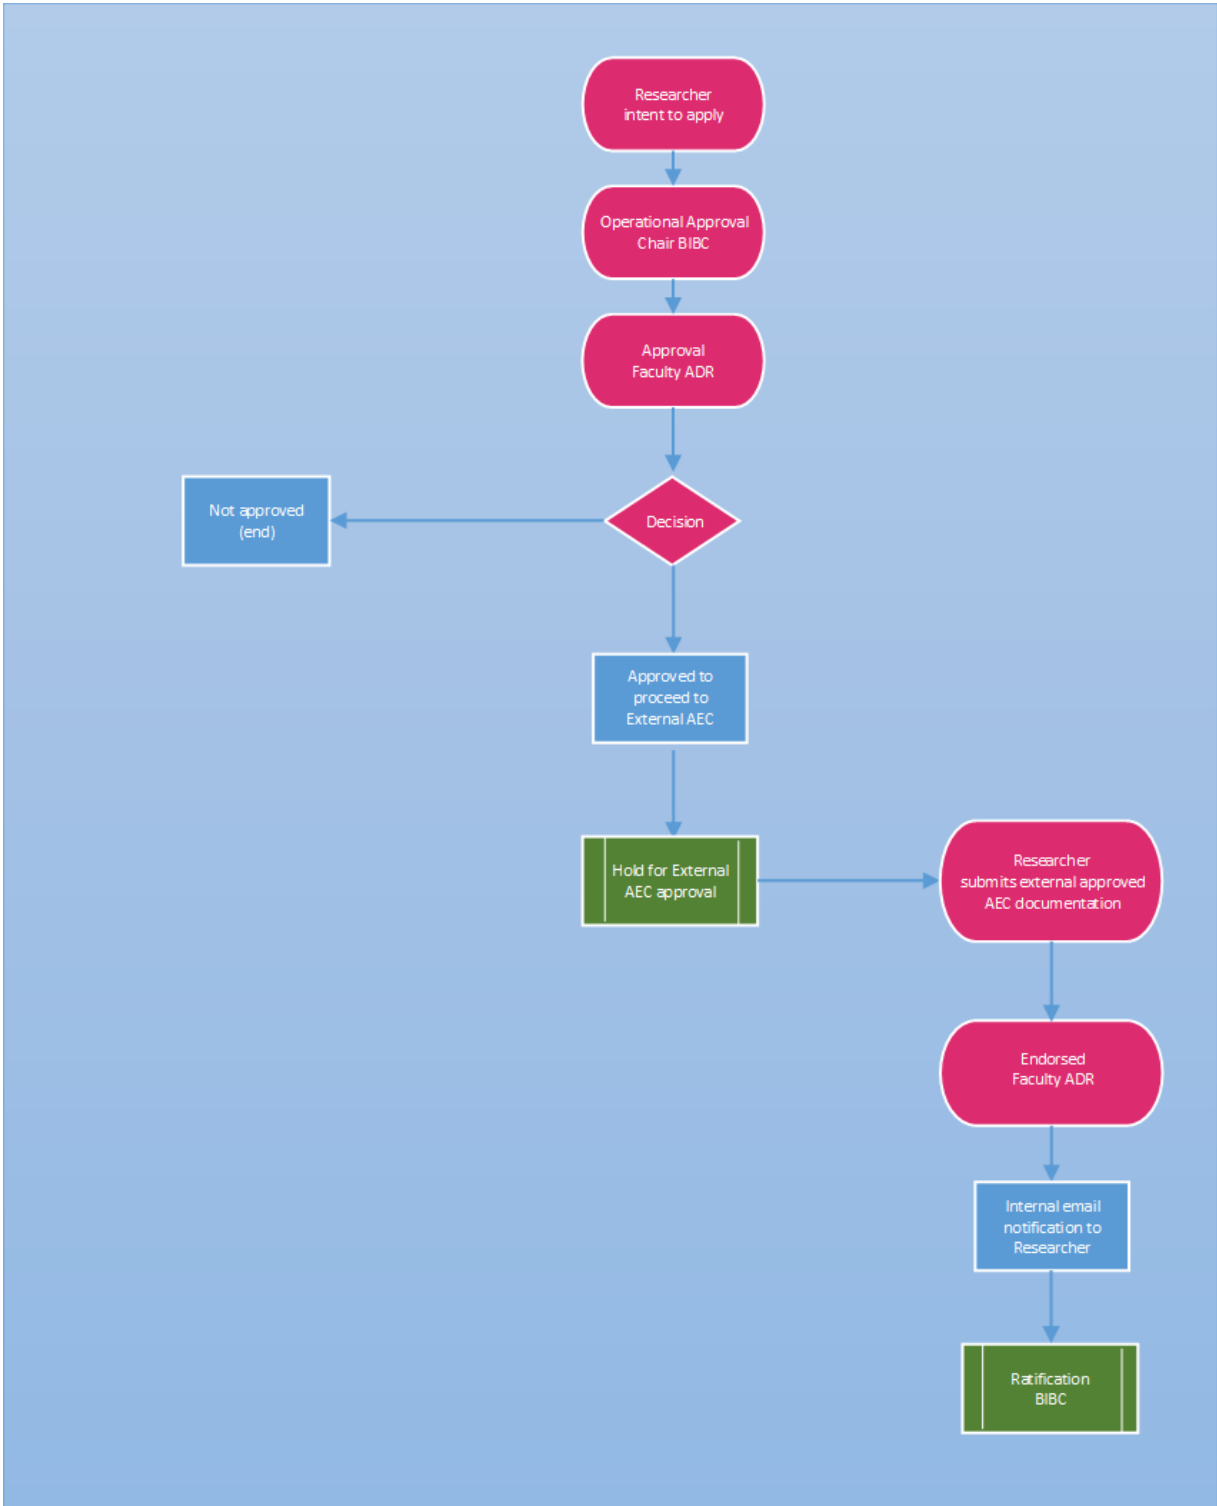 Researcher
intent to apply
Operational Approval
Chair BIBC
Approval
Faculty ADR
Decision
Not approved
(end)
Approved to
proceed to
External AEC
Hold for External
AEC approval
Researcher
submits external approved
AEC documentation
Endorsed
Faculty ADR
Internal email
notification to
Researcher
Ratification
BIBC